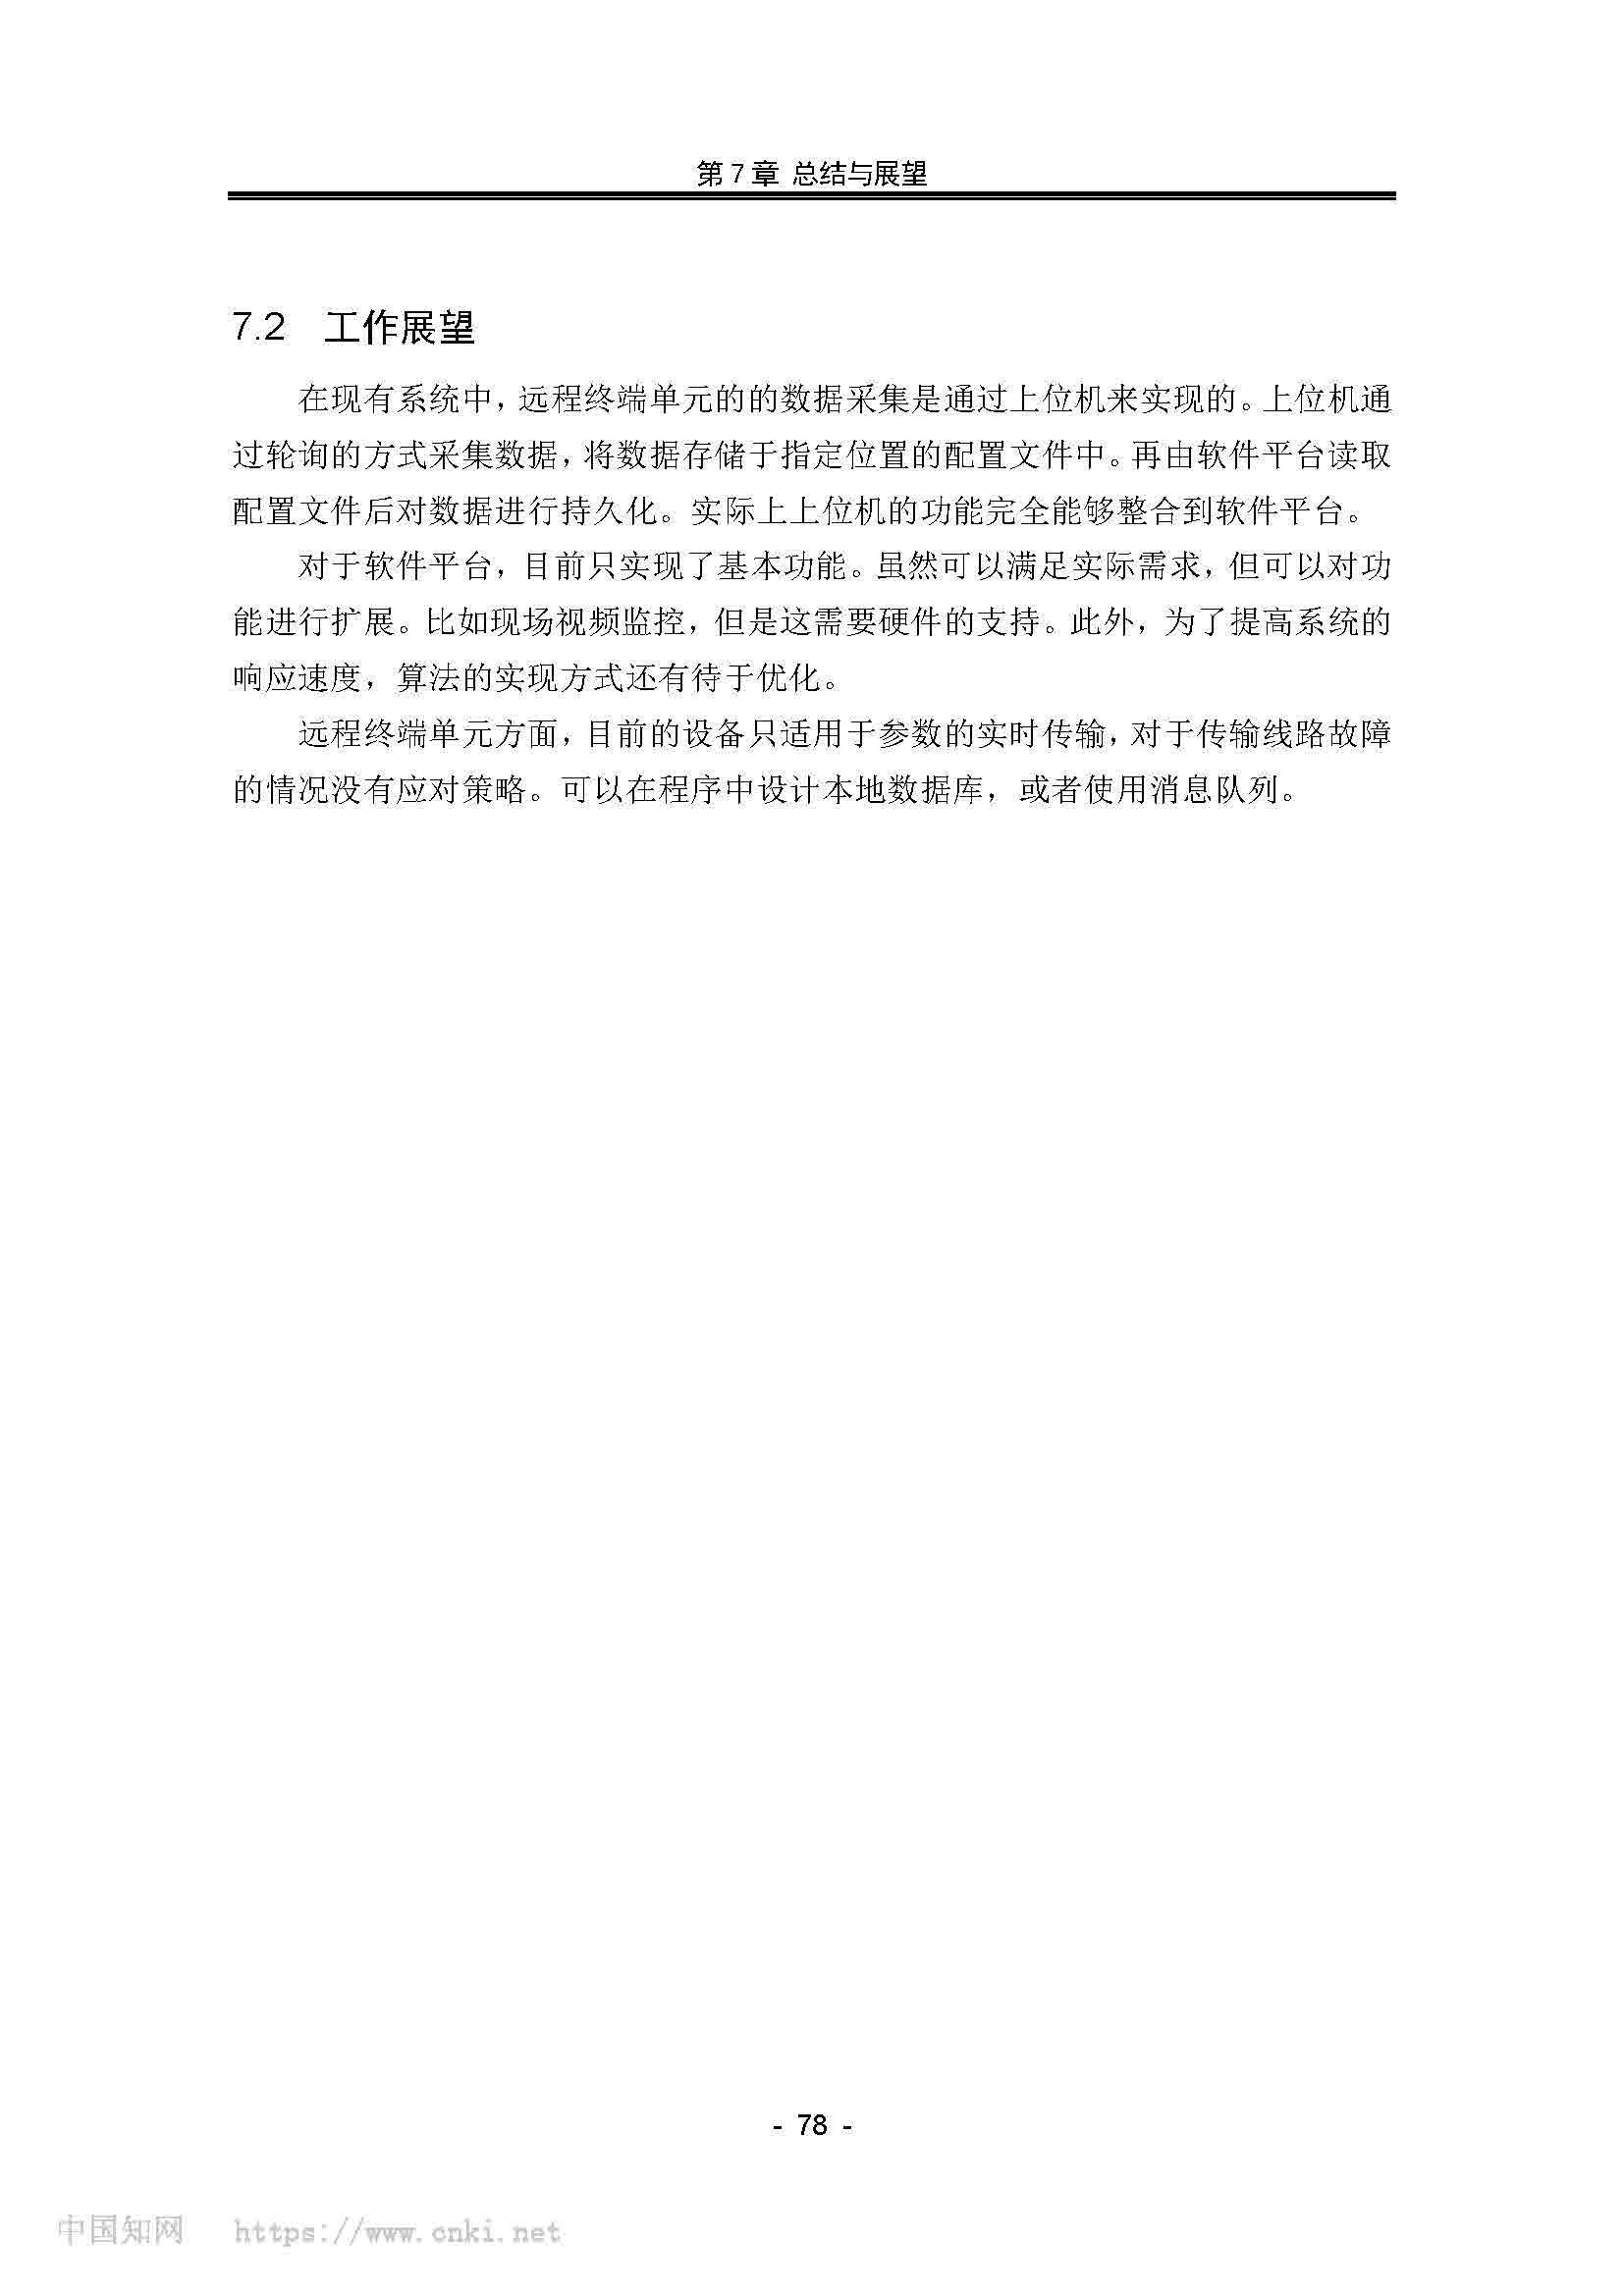 第 7 章 总结与展望
7.2 工作展望
在现有系统中，远程终端单元的的数据采集是通过上位机来实现的。上位机通
过轮询的方式采集数据，将数据存储于指定位置的配置文件中。再由软件平台读取
配置文件后对数据进行持久化。实际上上位机的功能完全能够整合到软件平台。
对于软件平台，目前只实现了基本功能。虽然可以满足实际需求，但可以对功
能进行扩展。比如现场视频监控，但是这需要硬件的支持。此外，为了提高系统的
响应速度，算法的实现方式还有待于优化。
远程终端单元方面，目前的设备只适用于参数的实时传输，对于传输线路故障
的情况没有应对策略。可以在程序中设计本地数据库，或者使用消息队列。
- 78 -
中国知网 https://www.cnki.net